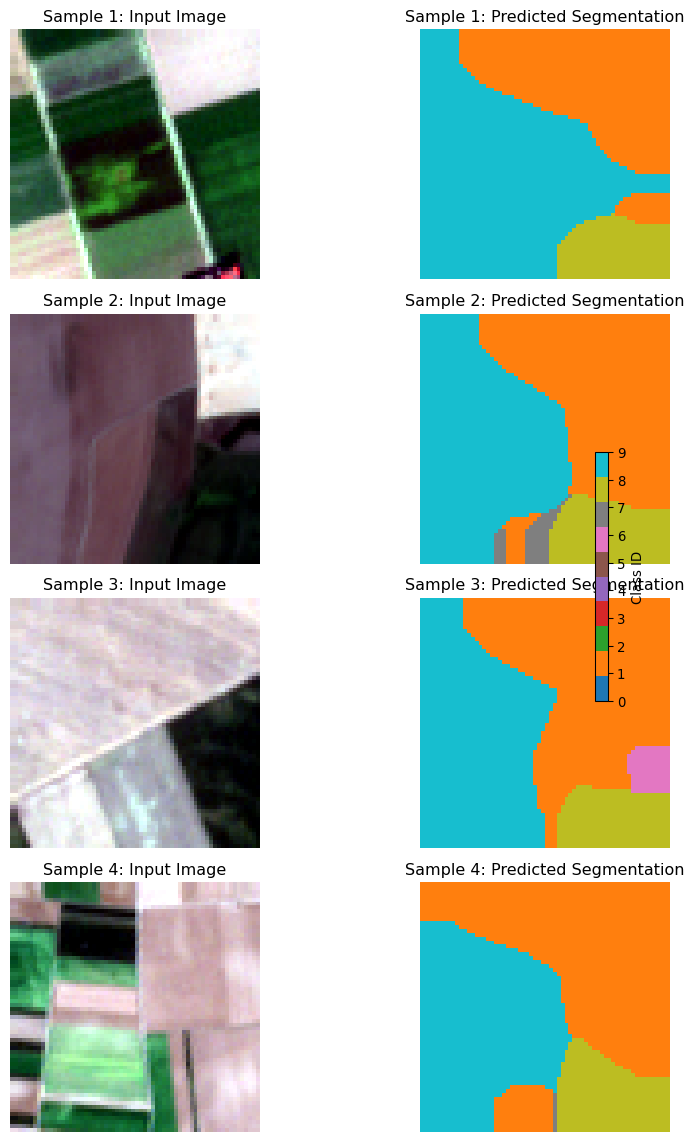 Sample 1: Input Image
Sample 1: Predicted Segmentation
Sample 2: Input Image
Sample 2: Predicted Segmentation
9
8
7
6
5
4
3
2
1
0
Class ID
Sample 3: Input Image
Sample 3: Predicted Segmentation
Sample 4: Input Image
Sample 4: Predicted Segmentation